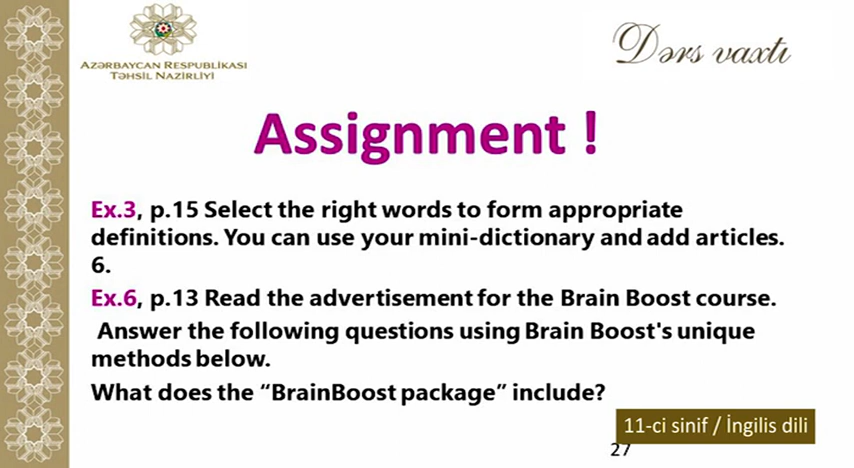 AZƏRBAYCAN RESPUBLİKASI
TƏHSİL NAZİRLİYİ
Dərs vaxtı
Assignment !
Ex.3, p.15 Select the right words to form appropriate
definitions. You can use your mini-dictionary and add articles.
6.
Ex.6, p.13 Read the advertisement for the Brain Boost course.
Answer the following questions using Brain Boost's unique
methods below.
What does the “BrainBoost package” include?
11-ci sinif / İngilis dili
27